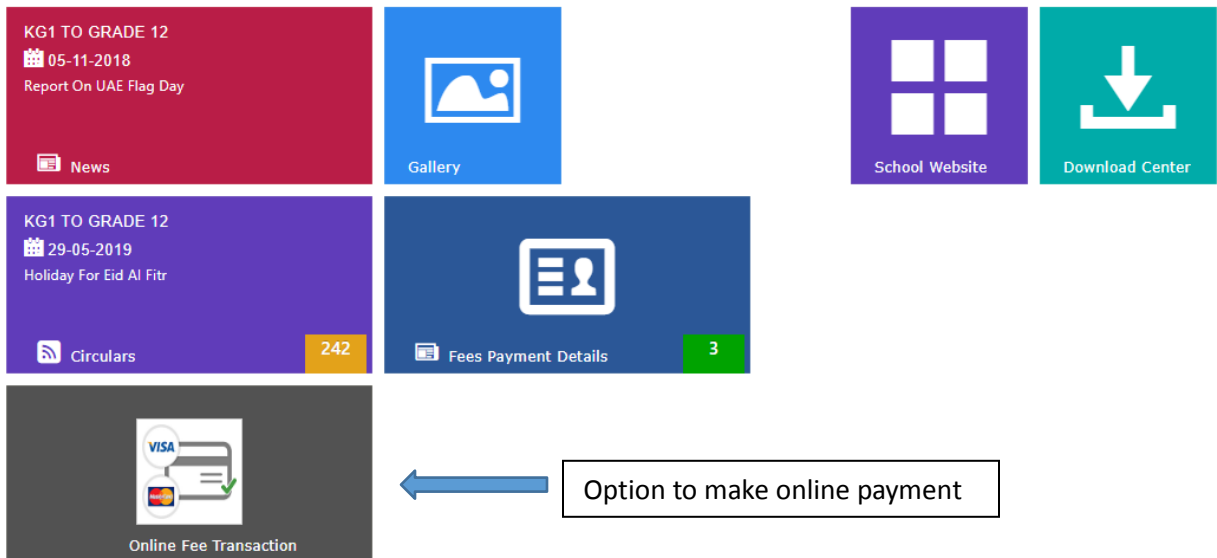 KG1 TO GRADE 12
05-11-2018
Report On UAE Flag Day
News
Gallery
School Website
Download Center
KG1 TO GRADE 12
29-05-2019
Holiday For Eid Al Fitr
Circulars
242
Fees Payment Details
3
VISA
Option to make online payment
Online Fee Transaction